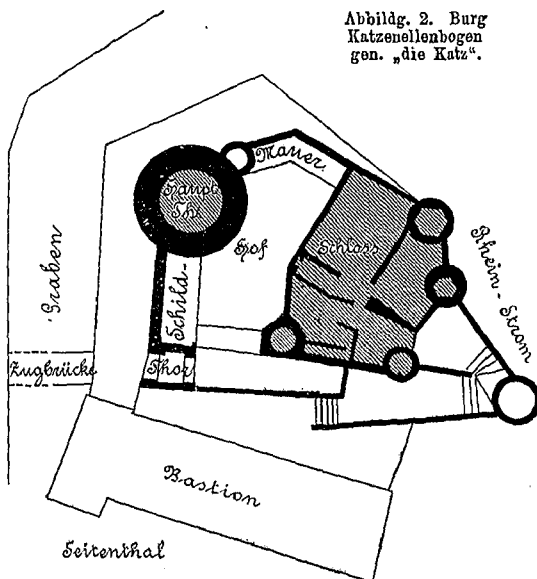 Abbildg. 2. Burg
Katzenellenbogen
gen. „die Katz“.
Mauer
Haupt
Th.
Graben
Hof
Schloss
Rhein-Strom
Schild-
Zugbrücke
Thor
Bastion
Seitenthal